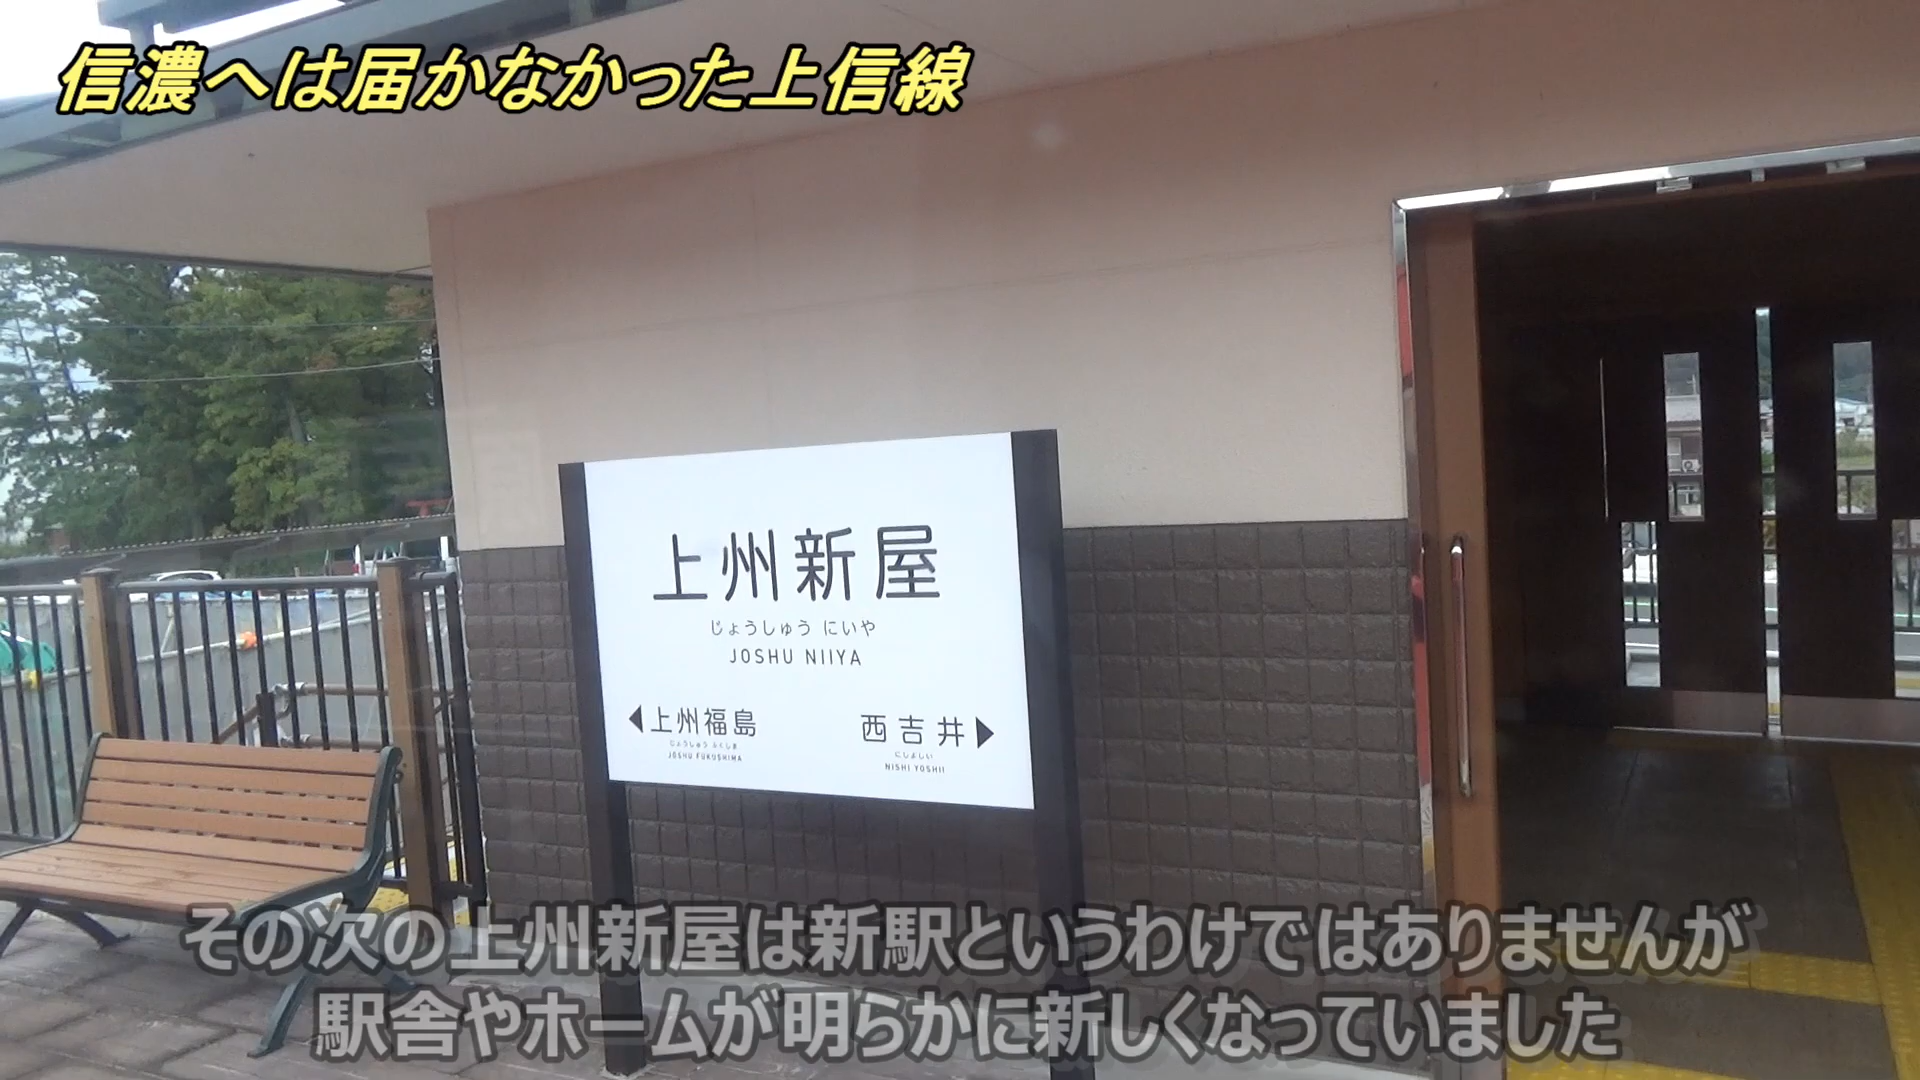 信濃へは届かなかった上信線
上州新屋
じょうしゅう にいや
JOSHU NIIYA
◀上州福島
じょうしゅう ふくしま
JOSHU FUKUSHIMA
西吉井▶
にしよしい
NISHI YOSHII
その次の上州新屋は新駅というわけではありませんが
駅舎やホームが明らかに新しくなっていました